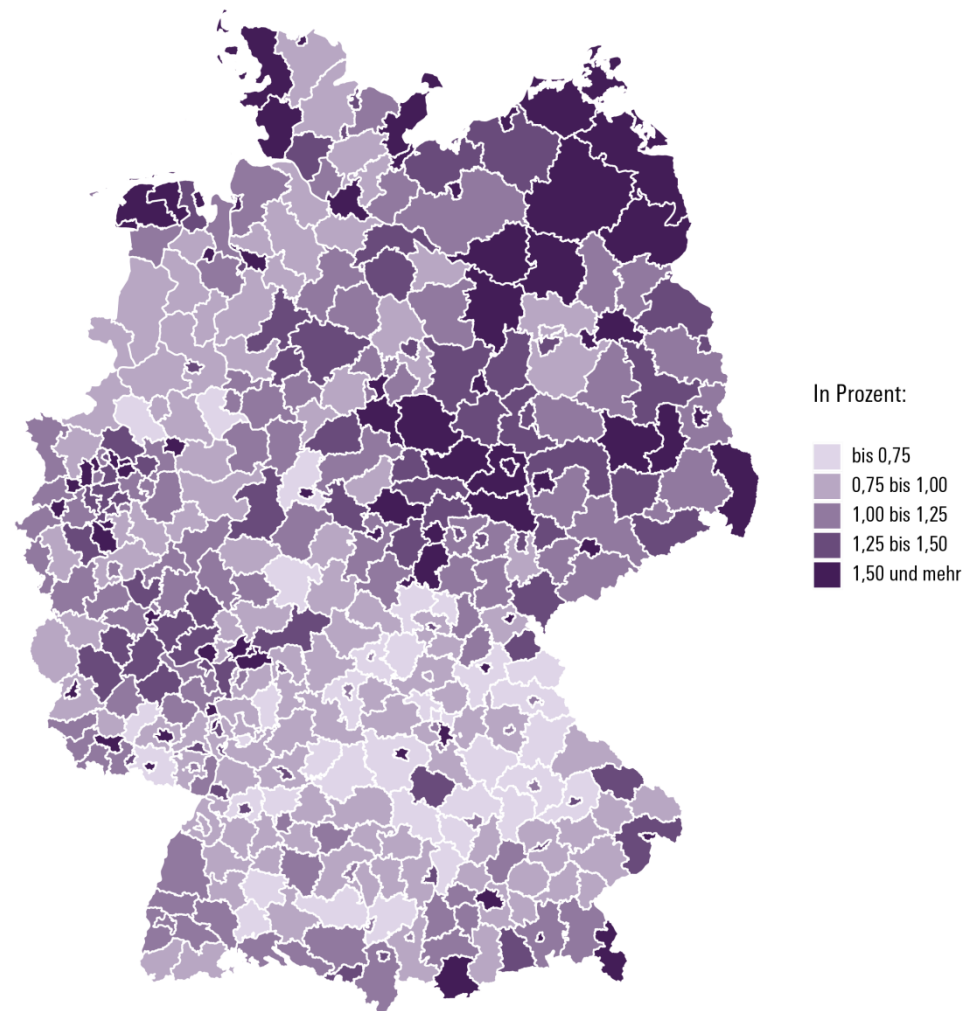 In Prozent:
bis 0,75
0,75 bis 1,00
1,00 bis 1,25
1,25 bis 1,50
1,50 und mehr